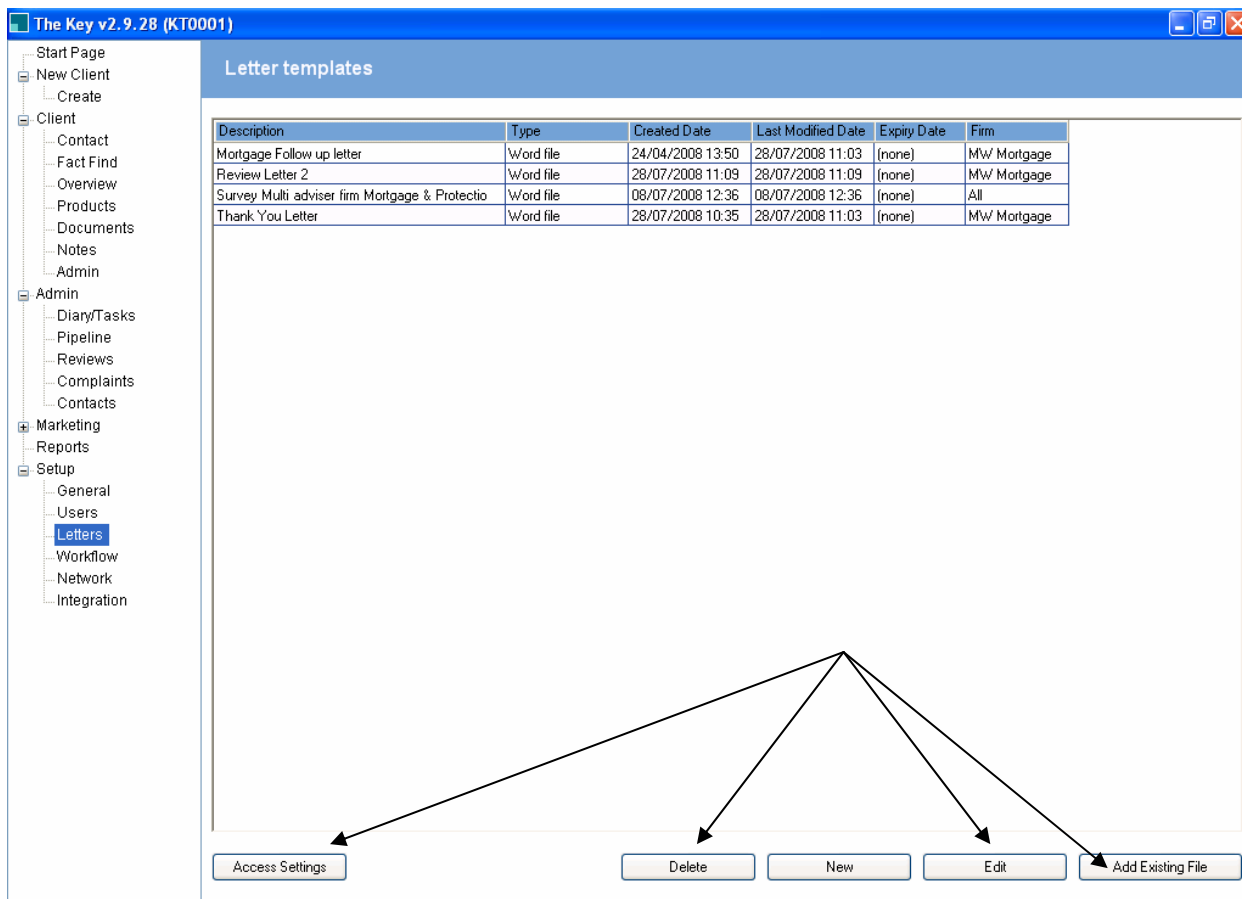 The Key v2.9.28 (KT0001)
Start Page
New Client
Create
Client
Contact
Fact Find
Overview
Products
Documents
Notes
Admin
Admin
Diary/Tasks
Pipeline
Reviews
Complaints
Contacts
Marketing
Reports
Setup
General
Users
Letters
Workflow
Network
Integration
Letter templates
Description Type Created Date Last Modified Date Expiry Date Firm
Mortgage Follow up letter Word file 24/04/2008 13:50 28/07/2008 11:03 (none) MW Mortgage
Review Letter 2 Word file 28/07/2008 11:09 28/07/2008 11:09 (none) MW Mortgage
Survey Multi adviser firm Mortgage & Protectio Word file 08/07/2008 12:36 08/07/2008 12:36 (none) All
Thank You Letter Word file 28/07/2008 10:35 28/07/2008 11:03 (none) MW Mortgage
Access Settings Delete New Edit Add Existing File